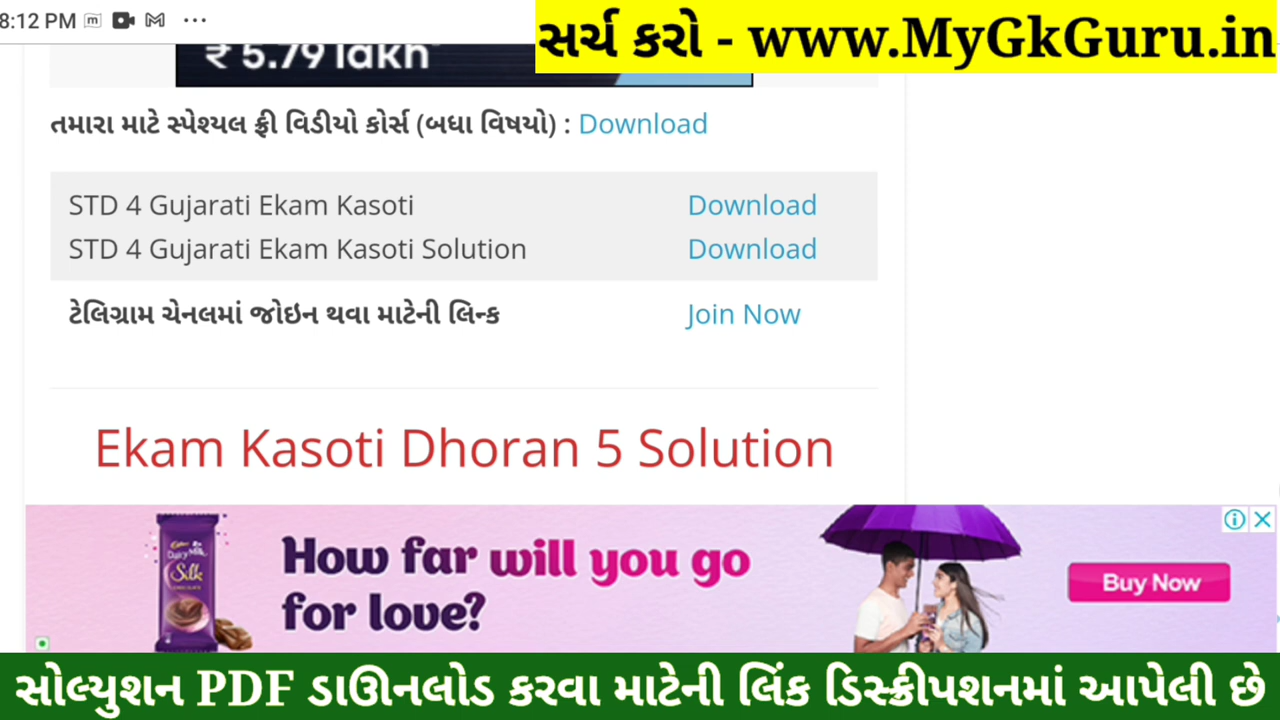 8:12 PM
સર્ચ કરો - www.MyGkGuru.in
₹ 5.79 lakh*
તમારા માટે સ્પેશ્યલ ફ્રી વિડીયો કોર્સ (બધા વિષયો) : Download
STD 4 Gujarati Ekam Kasoti Download
STD 4 Gujarati Ekam Kasoti Solution Download
ટેલિગ્રામ ચેનલમાં જોઇન થવા માટેની લિન્ક Join Now
Ekam Kasoti Dhoran 5 Solution
Cadbury
Dairy Milk
Silk
How far will you go
for love?
Buy Now
સોલ્યુશન PDF ડાઊનલોડ કરવા માટેની લિંક ડિસ્ક્રીપશનમાં આપેલી છે